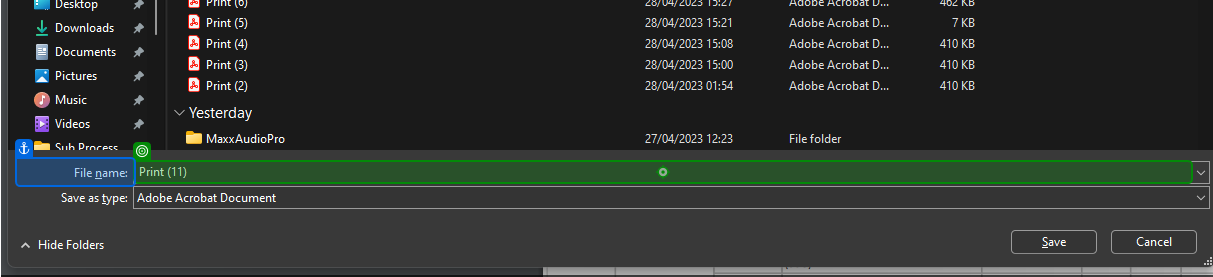 Desktop
Downloads
Documents
Pictures
Music
Videos
Sub Process
Print (6) 28/04/2023 15:27 Adobe Acrobat D... 462 KB
Print (5) 28/04/2023 15:21 Adobe Acrobat D... 7 KB
Print (4) 28/04/2023 15:08 Adobe Acrobat D... 410 KB
Print (3) 28/04/2023 15:00 Adobe Acrobat D... 410 KB
Print (2) 28/04/2023 01:54 Adobe Acrobat D... 410 KB
Yesterday
MaxxAudioPro 27/04/2023 12:23 File folder
File name: Print (11)
Save as type: Adobe Acrobat Document
Hide Folders
Save
Cancel